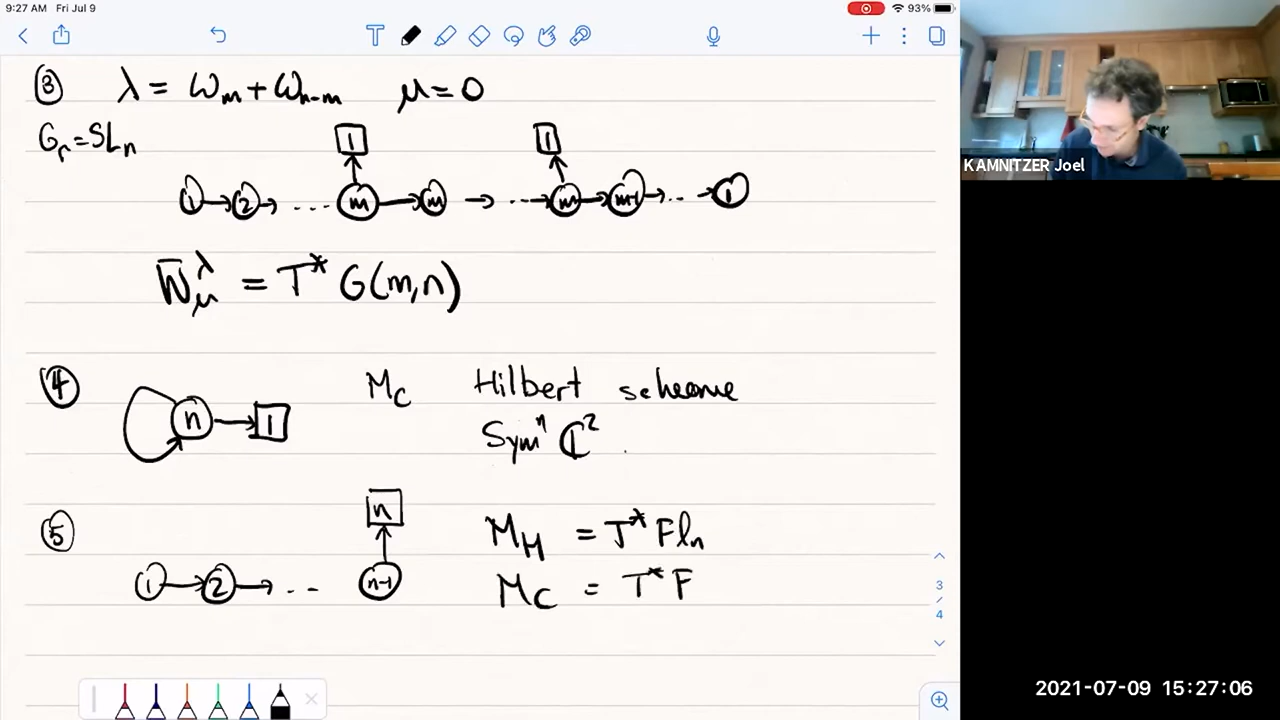 9:27 AM Fri Jul 9
93%
③ λ = ω_m + ω_{n-m} μ = 0
G_r = SL_n
1 1
1 → 2 → ... m → m → ... → m → m-1 → ... → 1
W̄^λ_μ = T* G(m,n)
④ n → 1 M_C Hilbert scheme
Sym^n ℂ²
⑤ n
M_H = T* Fl_n
1 → 2 → ... n-1
M_C = T* F
3 / 4
KAMNITZER Joel
2021-07-09 15:27:06